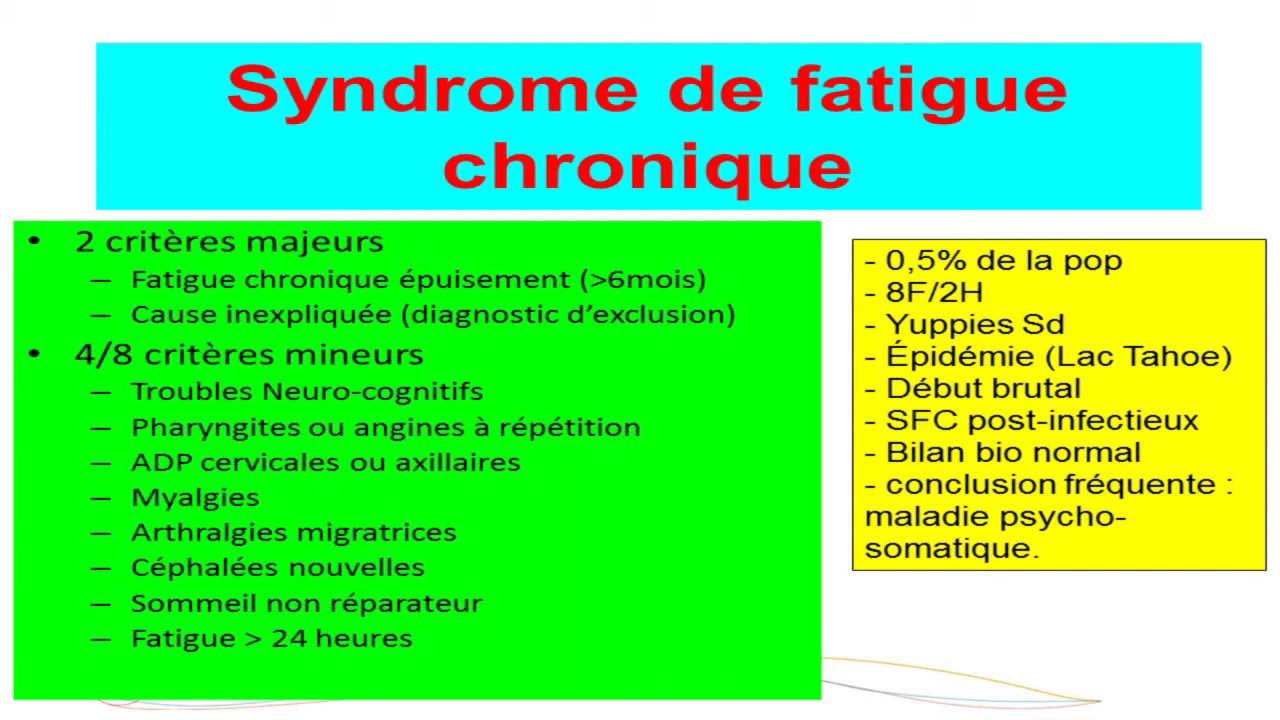 Syndrome de fatigue
chronique
• 2 critères majeurs
– Fatigue chronique épuisement (>6mois)
– Cause inexpliquée (diagnostic d’exclusion)
• 4/8 critères mineurs
– Troubles Neuro-cognitifs
– Pharyngites ou angines à répétition
– ADP cervicales ou axillaires
– Myalgies
– Arthralgies migratrices
– Céphalées nouvelles
– Sommeil non réparateur
– Fatigue > 24 heures
- 0,5% de la pop
- 8F/2H
- Yuppies Sd
- Épidémie (Lac Tahoe)
- Début brutal
- SFC post-infectieux
- Bilan bio normal
- conclusion fréquente :
maladie psycho-
somatique.